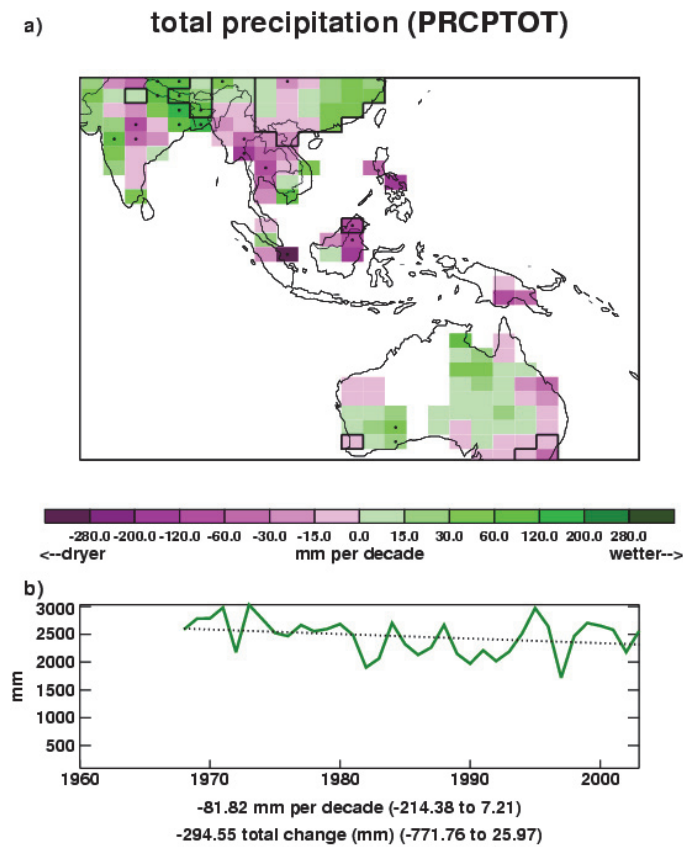 a) total precipitation (PRCPTOT)
-280.0 -200.0 -120.0 -60.0 -30.0 -15.0 0.0 15.0 30.0 60.0 120.0 200.0 280.0
<--dryer mm per decade wetter-->
b)
3000
2500
2000
1500
1000
500
mm
1960 1970 1980 1990 2000
-81.82 mm per decade (-214.38 to 7.21)
-294.55 total change (mm) (-771.76 to 25.97)